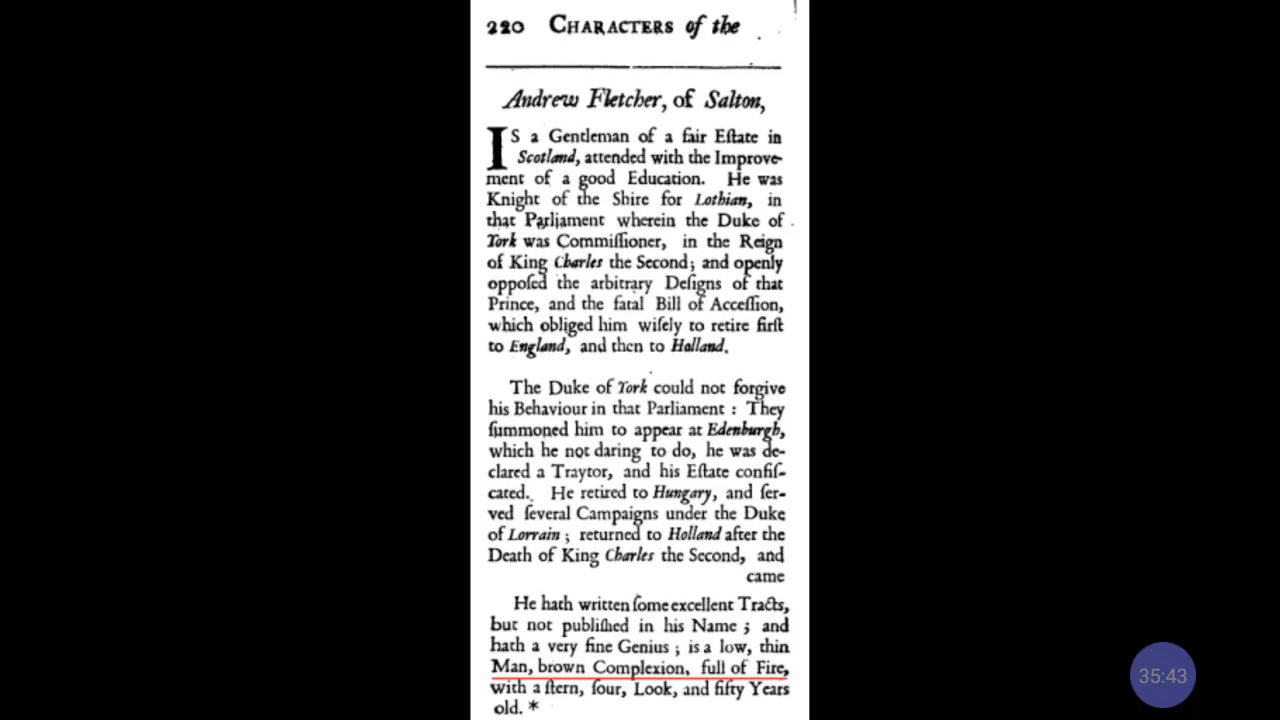 220 CHARACTERS of the
Andrew Fletcher, of Salton,
IS a Gentleman of a fair Eſtate in
Scotland, attended with the Improve-
ment of a good Education. He was
Knight of the Shire for Lothian, in
that Parliament wherein the Duke of
York was Commiſſioner, in the Reign
of King Charles the Second; and openly
oppoſed the arbitrary Deſigns of that
Prince, and the fatal Bill of Acceſſion,
which obliged him wiſely to retire firſt
to England, and then to Holland.
The Duke of York could not forgive
his Behaviour in that Parliament : They
ſummoned him to appear at Edenburgh,
which he not daring to do, he was de-
clared a Traytor, and his Eſtate confiſ-
cated. He retired to Hungary, and ſer-
ved ſeveral Campaigns under the Duke
of Lorrain ; returned to Holland after the
Death of King Charles the Second, and
came
He hath written ſome excellent Tracts,
but not publiſhed in his Name ; and
hath a very fine Genius ; is a low, thin
Man, brown Complexion, full of Fire,
with a ſtern, ſour, Look, and fifty Years
old. *
35:43